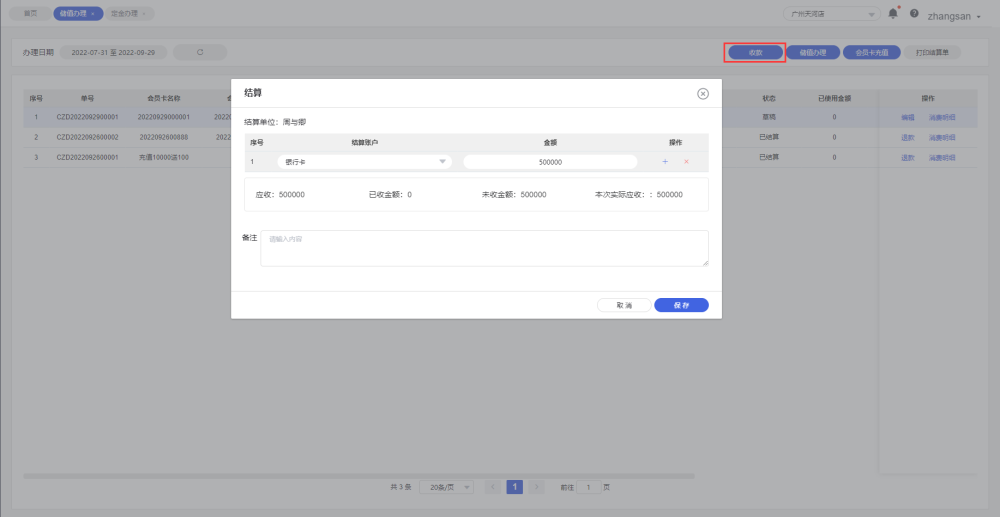 首页 储值办理 定金办理 广州天河店 zhangsan
办理日期 2022-07-31 至 2022-09-29 收款 储值办理 会员卡充值 打印结算单
序号 单号 会员卡名称 状态 已使用金额 操作
1 CZD2022092900001 20220929000001 草稿 0 编辑 消费明细
2 CZD2022092600002 2022092600888 已结算 0 退款 消费明细
3 CZD2022092600001 充值10000送100 已结算 0 退款 消费明细
结算
结算单位：周与卿
序号 结算账户 金额 操作
1 银行卡 500000 + ×
应收：500000 已收金额：0 未收金额：500000 本次实际应收：：500000
备注 请输入内容
取消 保存
共 3 条 20条/页 < 1 > 前往 1 页